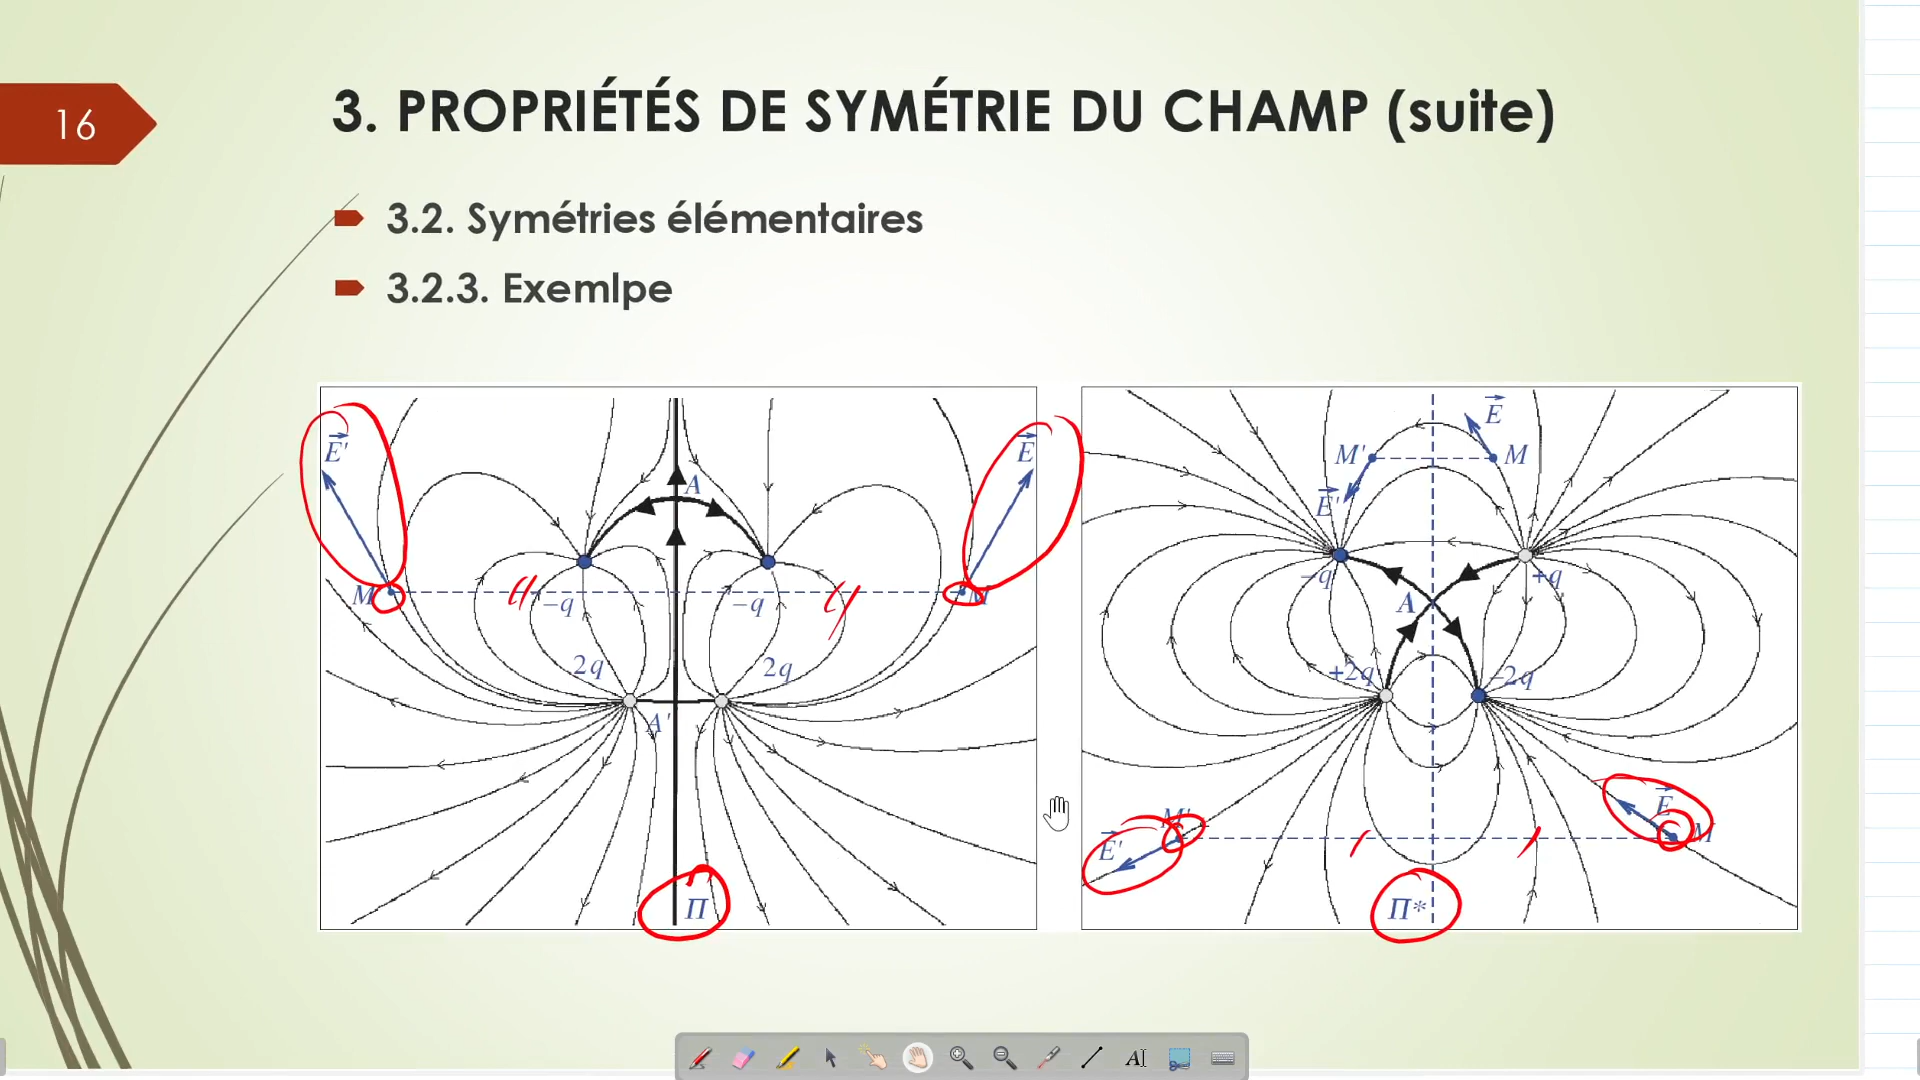 16
3. PROPRIÉTÉS DE SYMÉTRIE DU CHAMP (suite)
3.2. Symétries élémentaires
3.2.3. Exemlpe
E'
E
A
M
M
−q
−q
2q
2q
A'
Π
E
M'
M
E'
−q
+q
A
+2q
−2q
M'
E
M
E'
Π*
AI